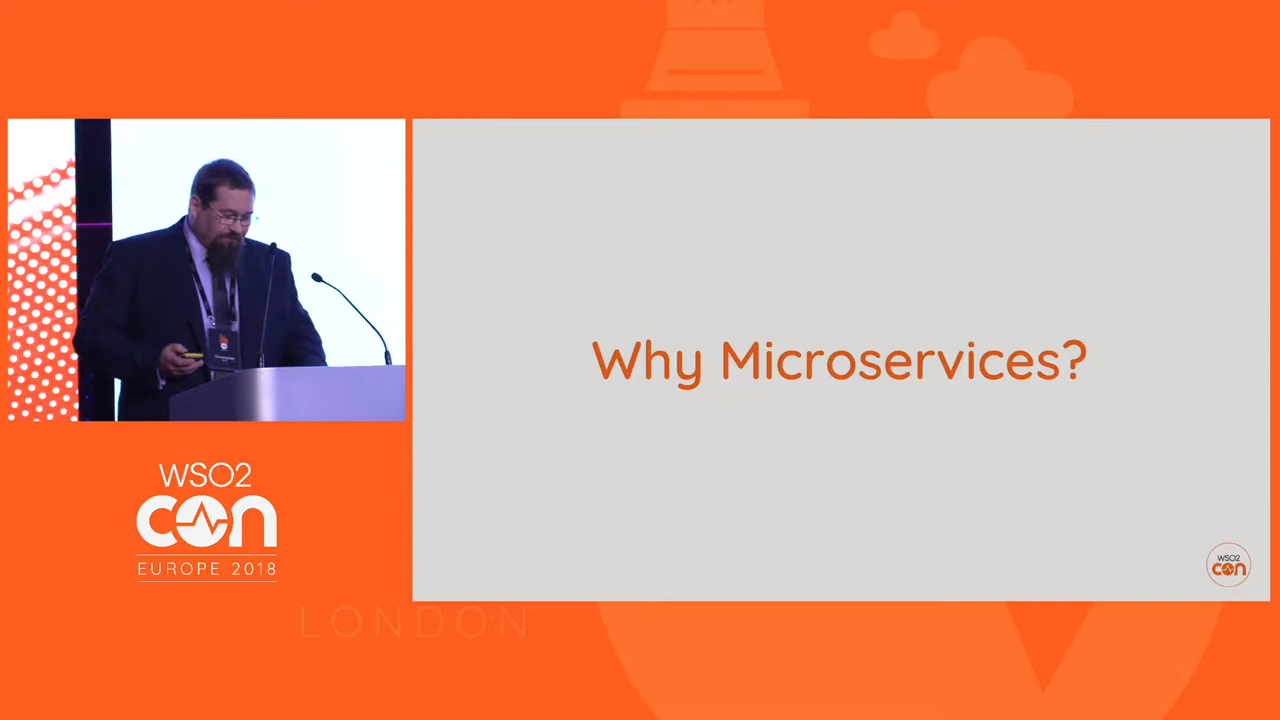 Why Microservices?
WSO2
con
EUROPE 2018
LONDON
WSO2
con